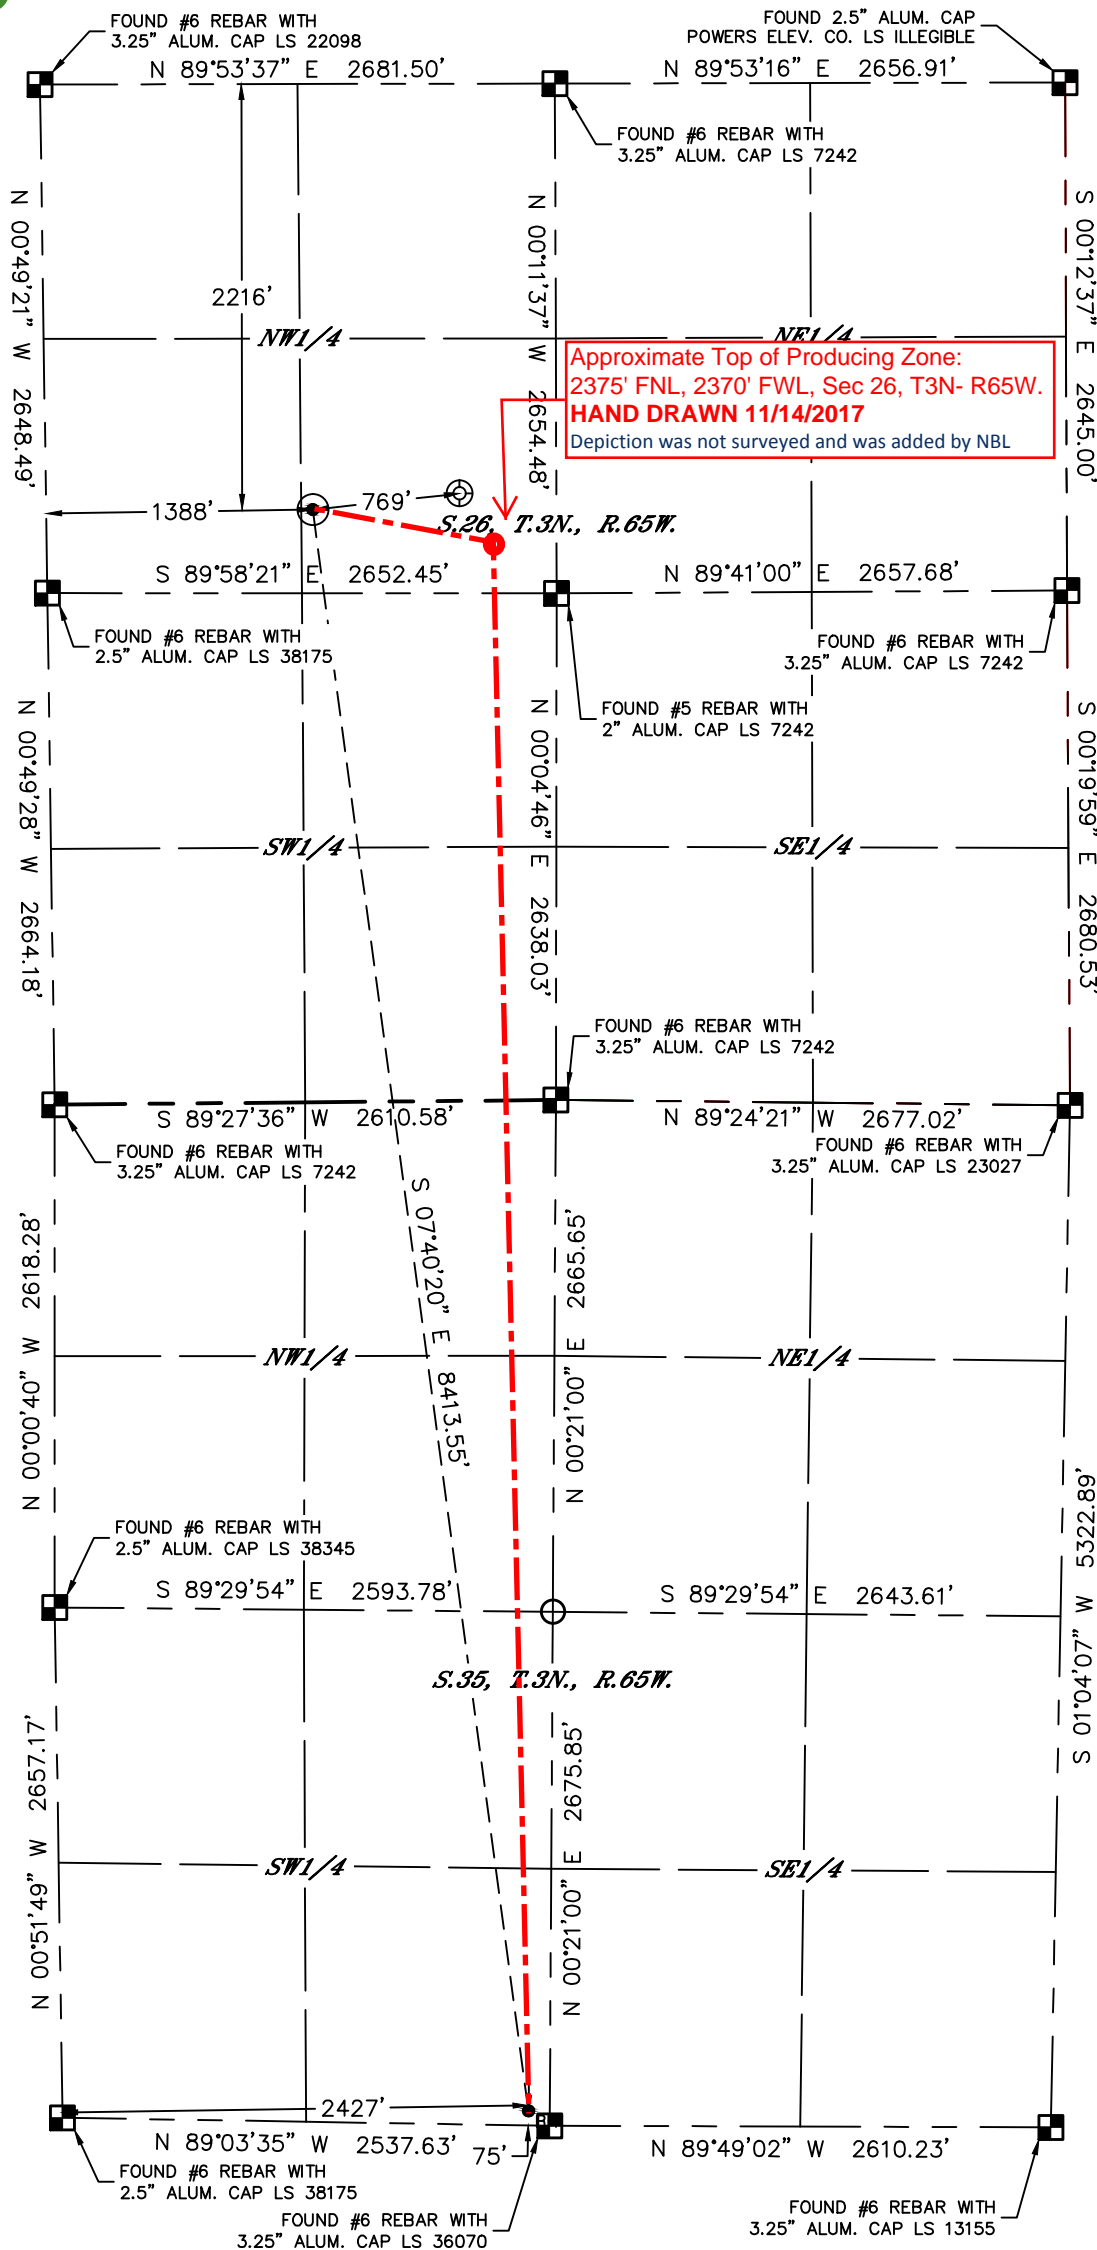 FOUND #6 REBAR WITH
3.25" ALUM. CAP LS 22098
FOUND 2.5" ALUM. CAP
POWERS ELEV. CO. LS ILLEGIBLE
N 89°53'37" E 2681.50'
N 89°53'16" E 2656.91'
FOUND #6 REBAR WITH
3.25" ALUM. CAP LS 7242
N 00°49'21" W 2648.49'
N 00°11'37" W 2654.48'
S 00°12'37" E 2645.00'
2216'
NW1/4
NE1/4
Approximate Top of Producing Zone:
2375' FNL, 2370' FWL, Sec 26, T3N- R65W.
HAND DRAWN 11/14/2017
Depiction was not surveyed and was added by NBL
1388'
769'
S.26, T.3N., R.65W.
S 89°58'21" E 2652.45'
N 89°41'00" E 2657.68'
FOUND #6 REBAR WITH
2.5" ALUM. CAP LS 38175
FOUND #6 REBAR WITH
3.25" ALUM. CAP LS 7242
FOUND #5 REBAR WITH
2" ALUM. CAP LS 7242
N 00°49'28" W 2664.18'
N 00°04'46" E 2638.03'
S 00°19'59" E 2680.53'
SW1/4
SE1/4
FOUND #6 REBAR WITH
3.25" ALUM. CAP LS 7242
S 89°27'36" W 2610.58'
N 89°24'21" W 2677.02'
FOUND #6 REBAR WITH
3.25" ALUM. CAP LS 7242
FOUND #6 REBAR WITH
3.25" ALUM. CAP LS 23027
S 07°40'20" E 8413.55'
N 00°00'40" W 2618.28'
N 00°21'00" E 2665.65'
NW1/4
NE1/4
S 01°04'07" W 5322.89'
FOUND #6 REBAR WITH
2.5" ALUM. CAP LS 38345
S 89°29'54" E 2593.78'
S 89°29'54" E 2643.61'
S.35, T.3N., R.65W.
N 00°51'49" W 2657.17'
N 00°21'00" E 2675.85'
SW1/4
SE1/4
2427'
N 89°03'35" W 2537.63'
75'
N 89°49'02" W 2610.23'
FOUND #6 REBAR WITH
2.5" ALUM. CAP LS 38175
FOUND #6 REBAR WITH
3.25" ALUM. CAP LS 36070
FOUND #6 REBAR WITH
3.25" ALUM. CAP LS 13155